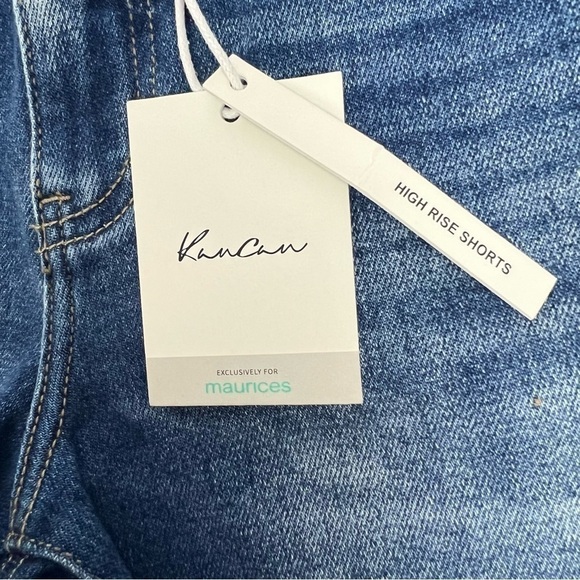 KanCan
EXCLUSIVELY FOR
maurices
HIGH RISE SHORTS